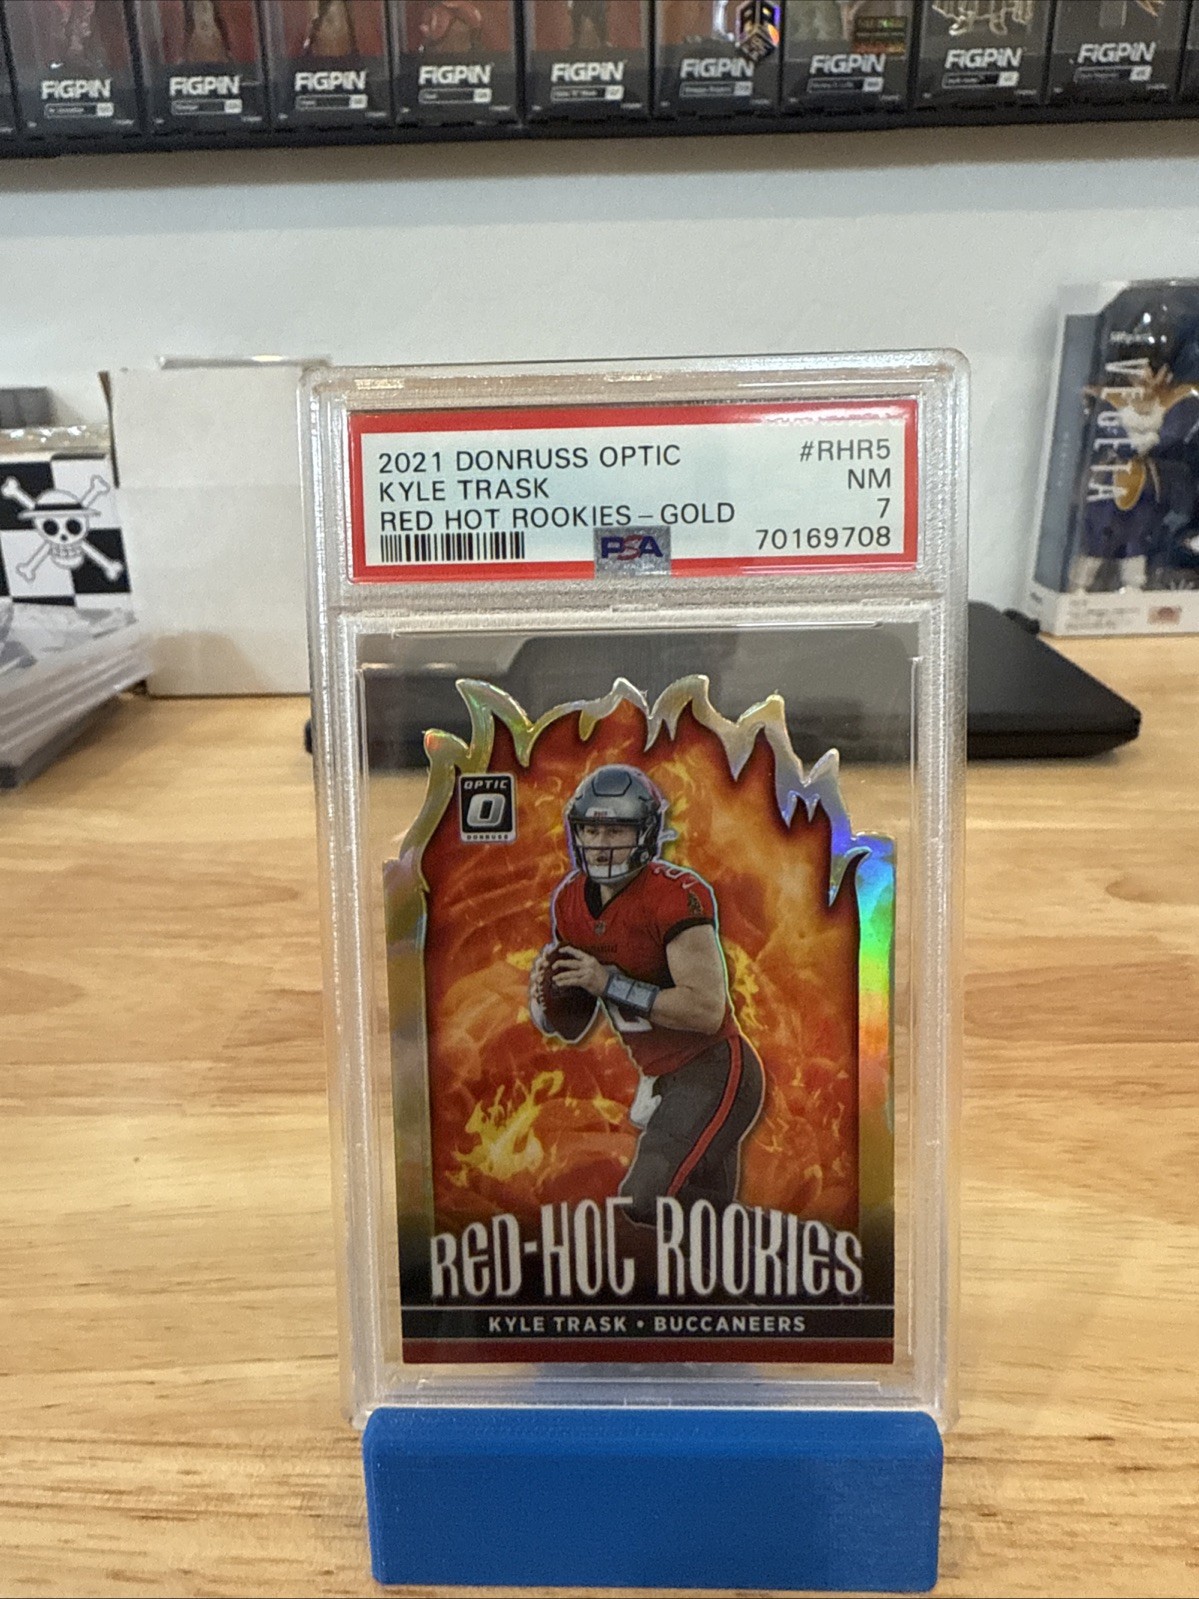 FiGPiN
FiGPiN
FiGPiN
FiGPiN
FiGPiN
FiGPiN
FiGPiN
FiGPiN
FiGPiN
VEGETA
2021 DONRUSS OPTIC #RHR5
KYLE TRASK NM
RED HOT ROOKIES – GOLD 7
PSA 70169708
OPTIC
O
DONRUSS
RED-HOT ROOKIES
KYLE TRASK • BUCCANEERS